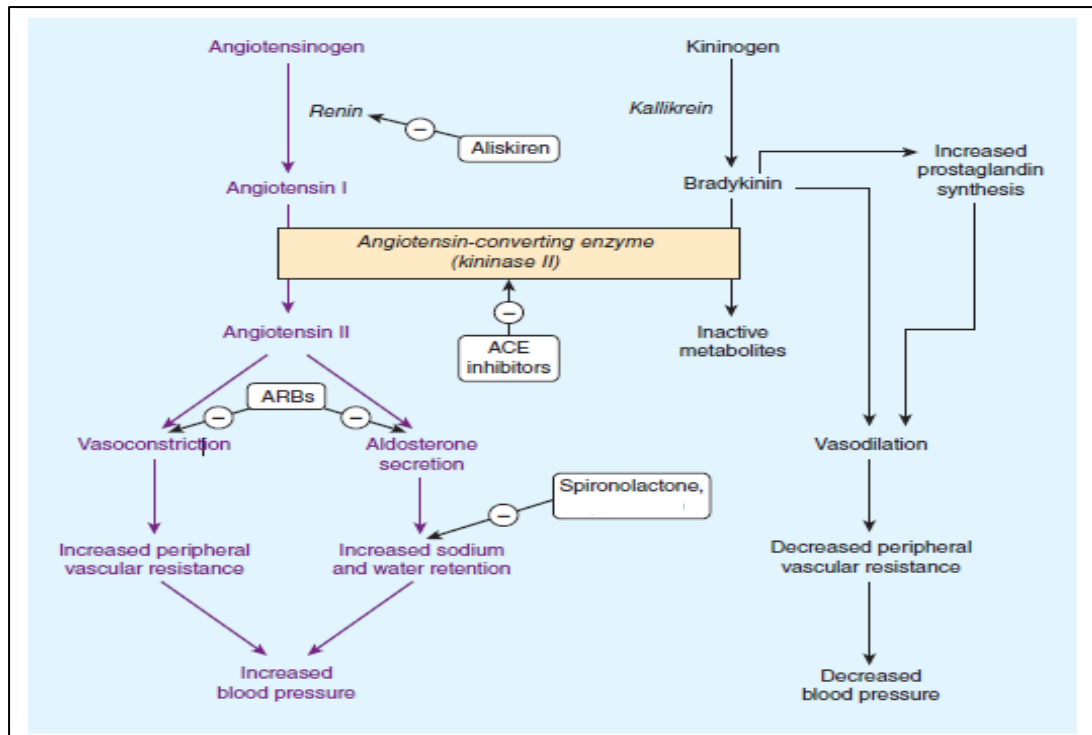 Angiotensinogen
Kininogen
Renin
–
Aliskiren
Kallikrein
Increased
prostaglandin
synthesis
Angiotensin I
Bradykinin
Angiotensin-converting enzyme
(kininase II)
–
Angiotensin II
ACE
inhibitors
Inactive
metabolites
ARBs
–
–
Vasoconstriction
Aldosterone
secretion
Vasodilation
Spironolactone,
–
Increased peripheral
vascular resistance
Increased sodium
and water retention
Decreased peripheral
vascular resistance
Increased
blood pressure
Decreased
blood pressure